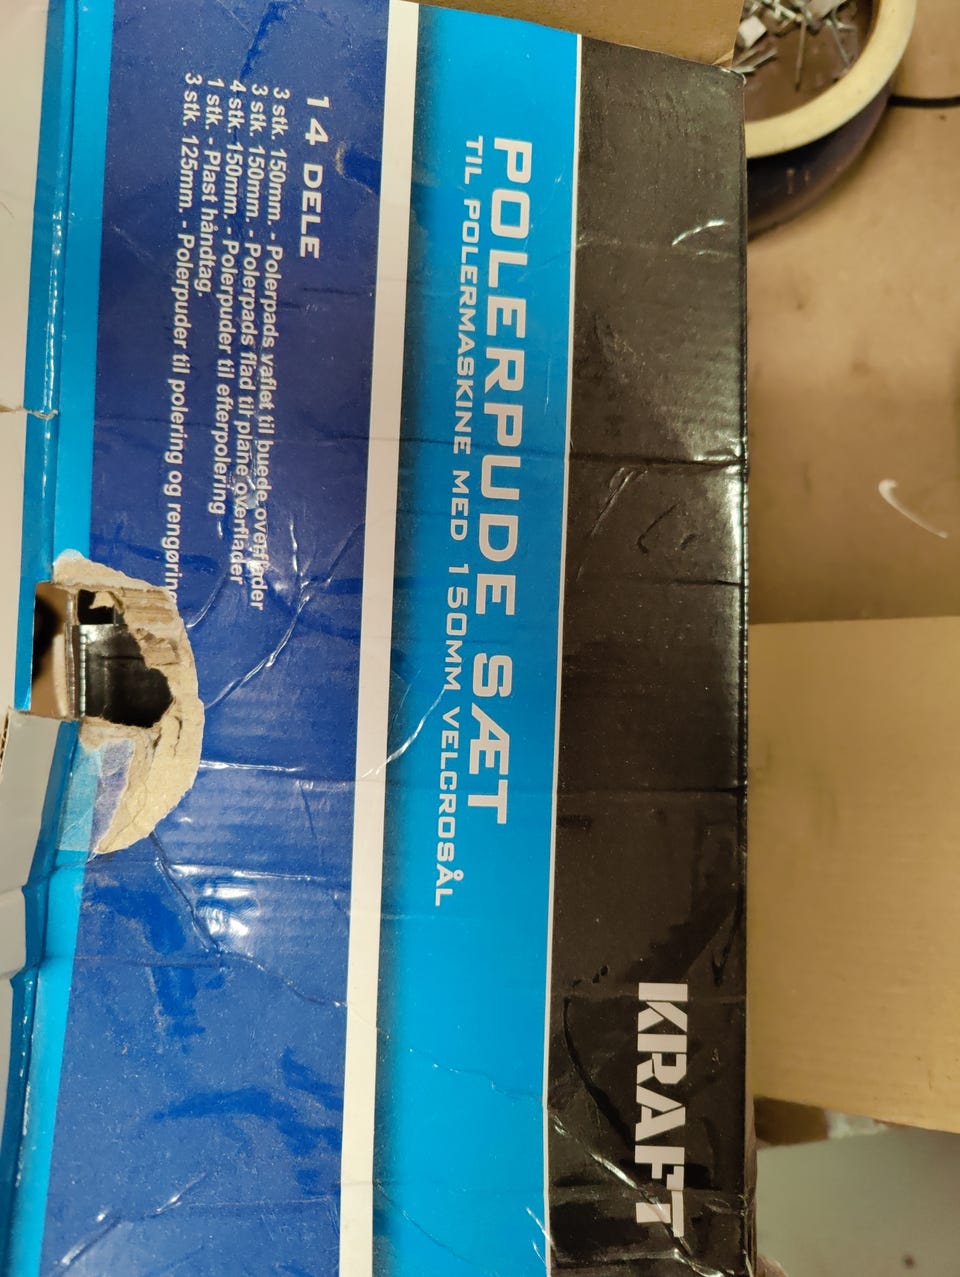 KRAFT
POLERPUDE SÆT
TIL POLERMASKINE MED 150MM VELCROSÅL
14 DELE
3 stk. 150mm. - Polerpads vaflet til buede overflader
3 stk. 150mm. - Polerpads flad til plane overflader
4 stk. 150mm. - Polerpuder til efterpolering
1 stk. - Plast håndtag.
3 stk. 125mm. - Polerpuder til polering og rengøring